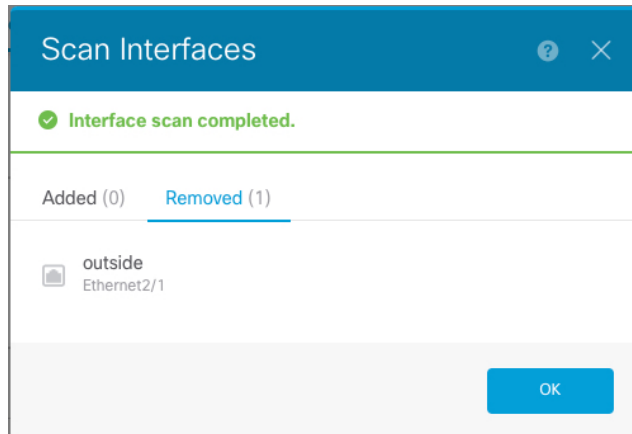 Scan Interfaces
Interface scan completed.
Added (0) Removed (1)
outside
Ethernet2/1
OK